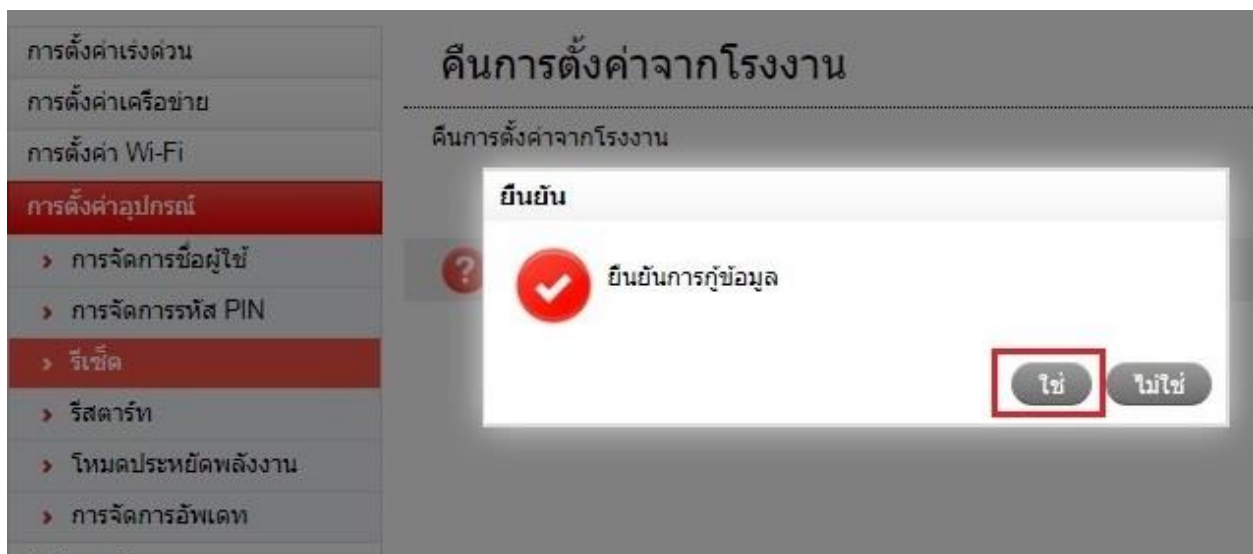 การตั้งค่าเร่งด่วน
การตั้งค่าเครือข่าย
การตั้งค่า Wi-Fi
การตั้งค่าอุปกรณ์
การจัดการชื่อผู้ใช้
การจัดการรหัส PIN
รีเซ็ต
รีสตาร์ท
โหมดประหยัดพลังงาน
การจัดการอัพเดท
คืนการตั้งค่าจากโรงงาน
คืนการตั้งค่าจากโรงงาน
ยืนยัน
?
ยืนยันการกู้ข้อมูล
ใช่ ไม่ใช่